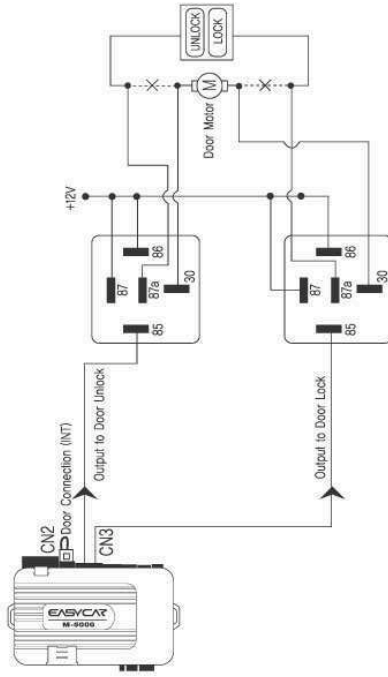 EASYCAR
M-9000
CN2
Door Connection (INT)
CN3
Output to Door Unlock
Output to Door Lock
+12V
85
87
87a
86
30
85
87
87a
86
30
Door Motor
M
UNLOCK
LOCK